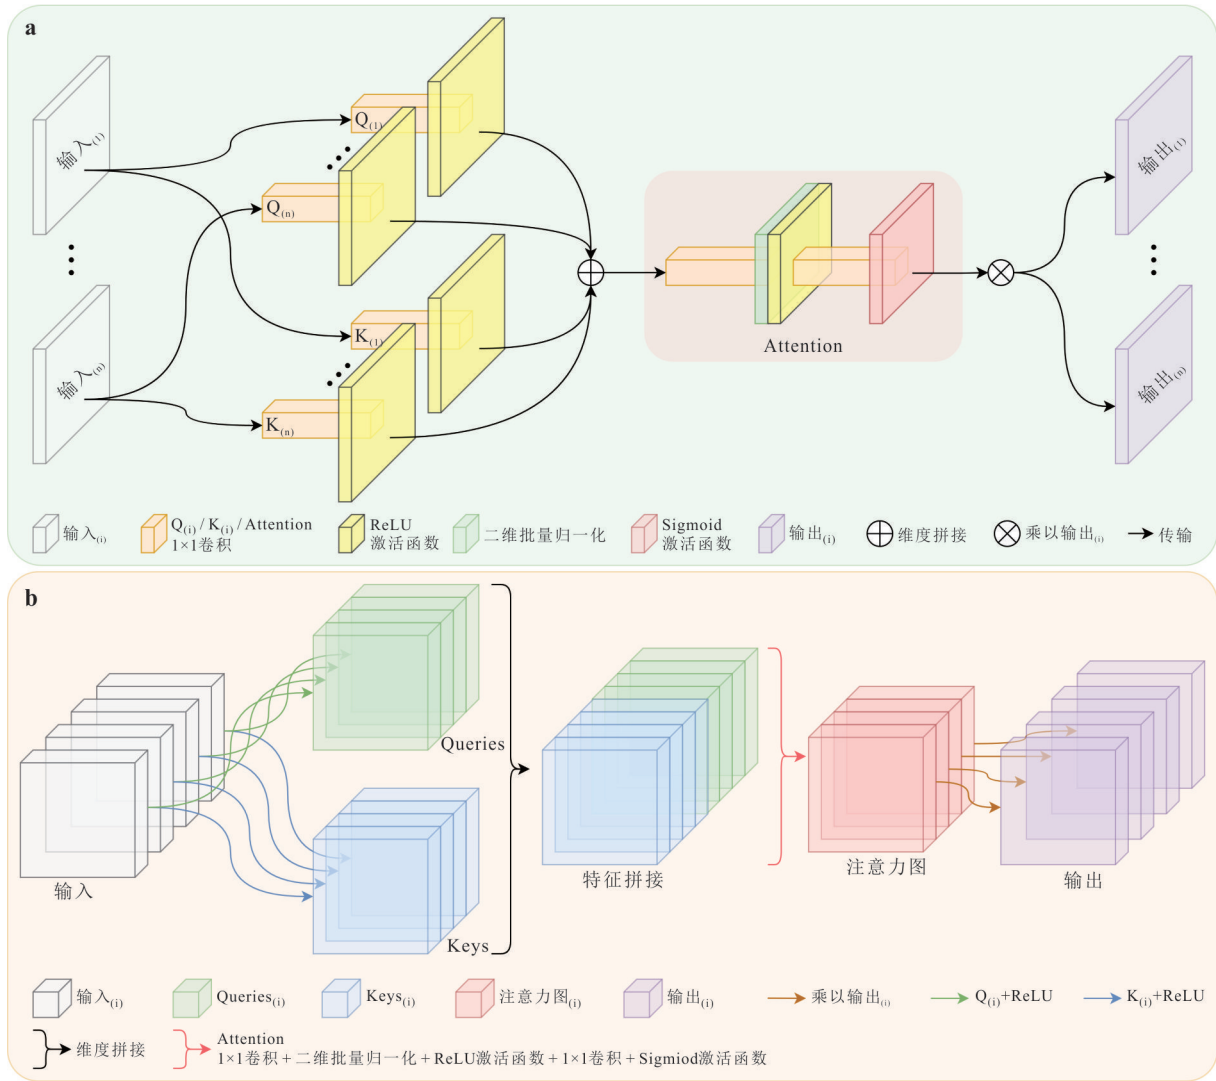 a
输入(1)
Q(1)
Q(n)
K(1)
输入(n)
K(n)
Attention
输出(1)
输出(n)
输入(i)
Q(i) / K(i) / Attention
1×1卷积
ReLU
激活函数
二维批量归一化
Sigmoid
激活函数
输出(i)
维度拼接
乘以输出(i)
传输
b
Queries
Keys
输入
特征拼接
注意力图
输出
输入(i)
Queries(i)
Keys(i)
注意力图(i)
输出(i)
乘以输出(i)
Q(i)+ReLU
K(i)+ReLU
维度拼接
Attention
1×1卷积+二维批量归一化+ReLU激活函数+1×1卷积+Sigmiod激活函数